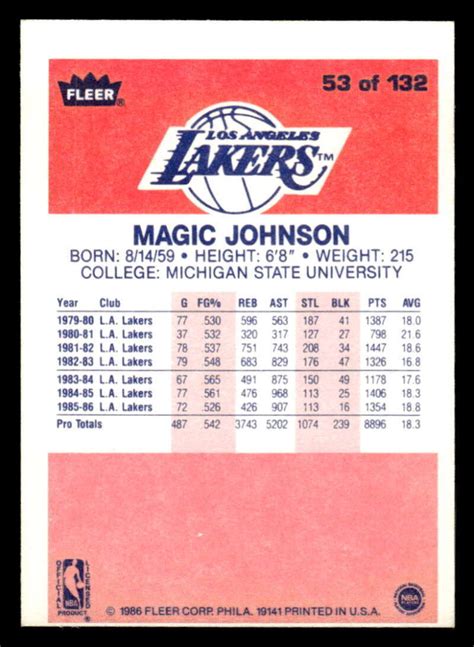 FLEER®
53 of 132
LOS ANGELES
LAKERS™
MAGIC JOHNSON
BORN: 8/14/59 • HEIGHT: 6'8" • WEIGHT: 215
COLLEGE: MICHIGAN STATE UNIVERSITY
Year Club G FG% REB AST STL BLK PTS AVG
1979-80 L.A. Lakers 77 .530 596 563 187 41 1387 18.0
1980-81 L.A. Lakers 37 .532 320 317 127 27 798 21.6
1981-82 L.A. Lakers 78 .537 751 743 208 34 1447 18.6
1982-83 L.A. Lakers 79 .548 683 829 176 47 1326 16.8
1983-84 L.A. Lakers 67 .565 491 875 150 49 1178 17.6
1984-85 L.A. Lakers 77 .561 476 968 113 25 1406 18.3
1985-86 L.A. Lakers 72 .526 426 907 113 16 1354 18.8
Pro Totals 487 .542 3743 5202 1074 239 8896 18.3
OFFICIAL LICENSED
NBA
NBA PLAYERS
© 1986 FLEER CORP. PHILA. 19141 PRINTED IN U.S.A.